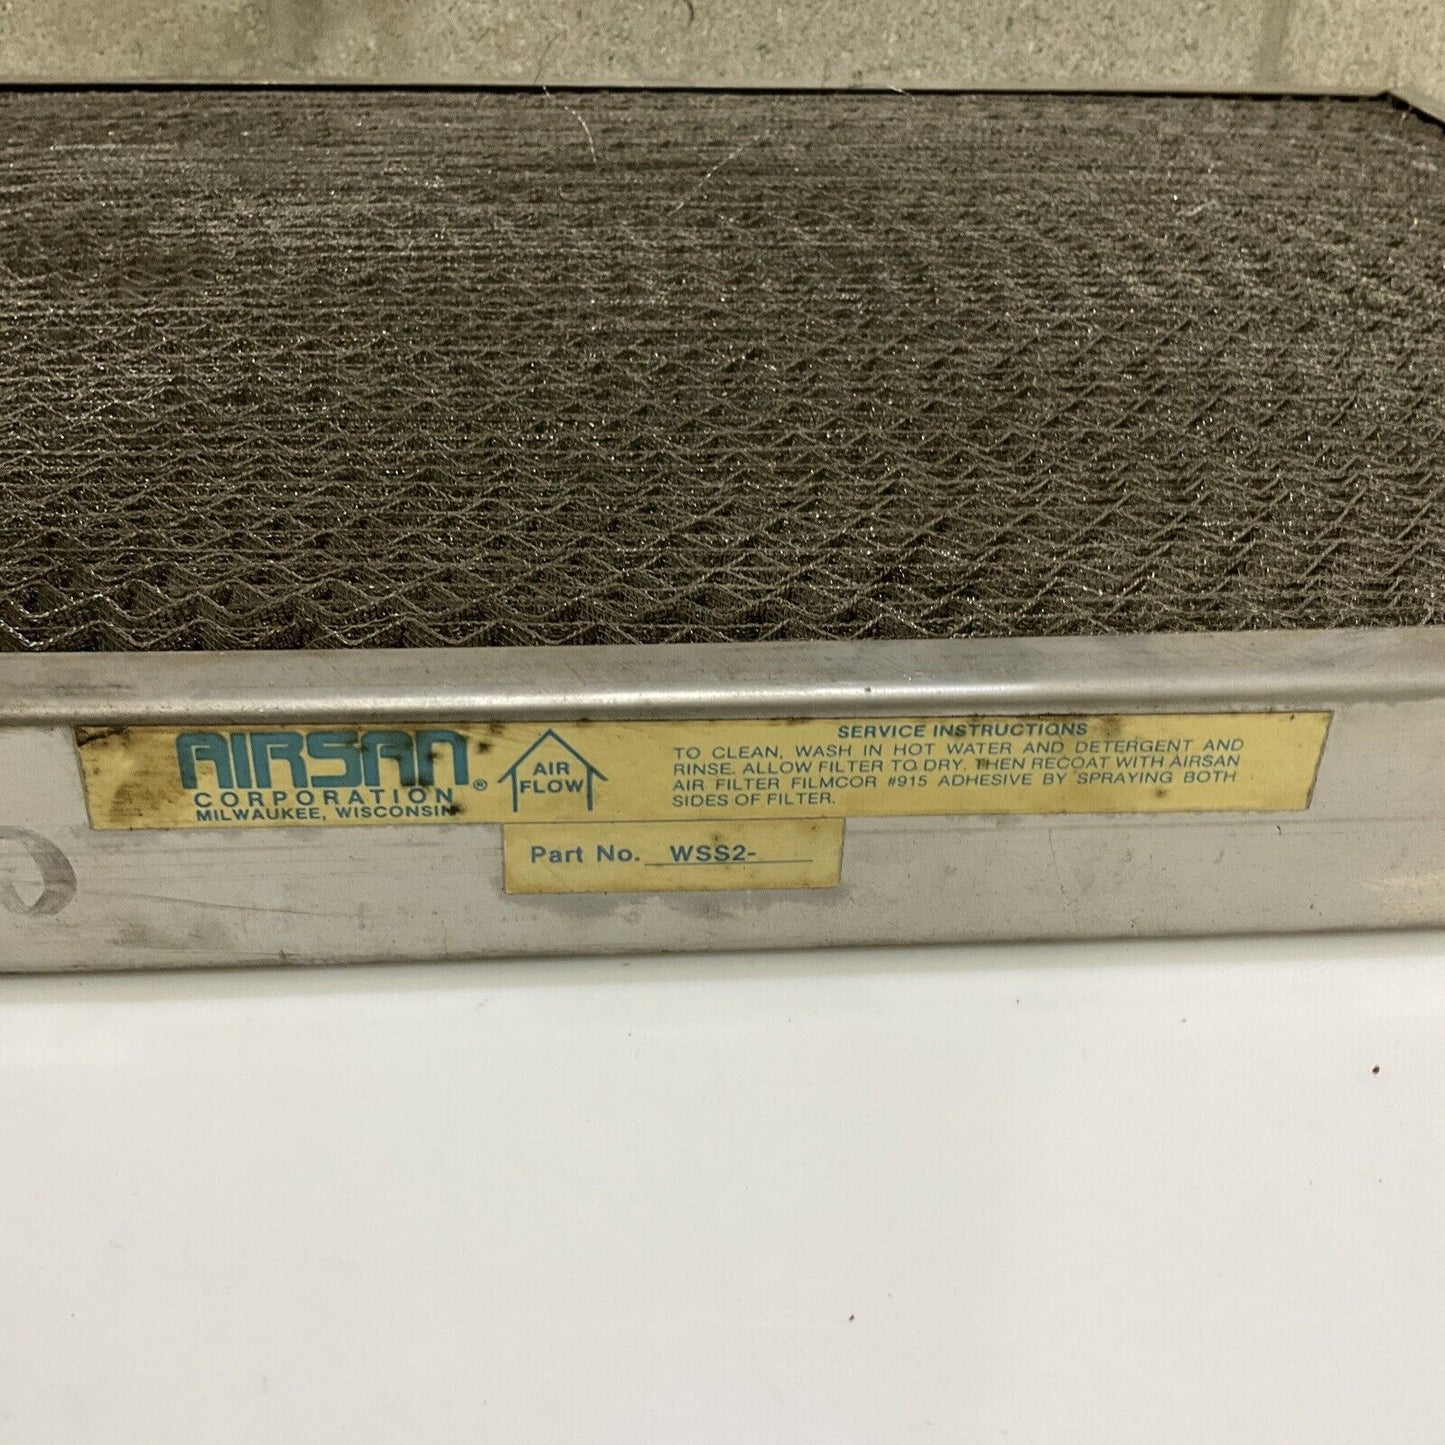 AIRSAN®
CORPORATION
MILWAUKEE, WISCONSIN
AIR
FLOW
SERVICE INSTRUCTIONS
TO CLEAN, WASH IN HOT WATER AND DETERGENT AND
RINSE. ALLOW FILTER TO DRY. THEN RECOAT WITH AIRSAN
AIR FILTER FILMCOR #915 ADHESIVE BY SPRAYING BOTH
SIDES OF FILTER.
Part No. WSS2-